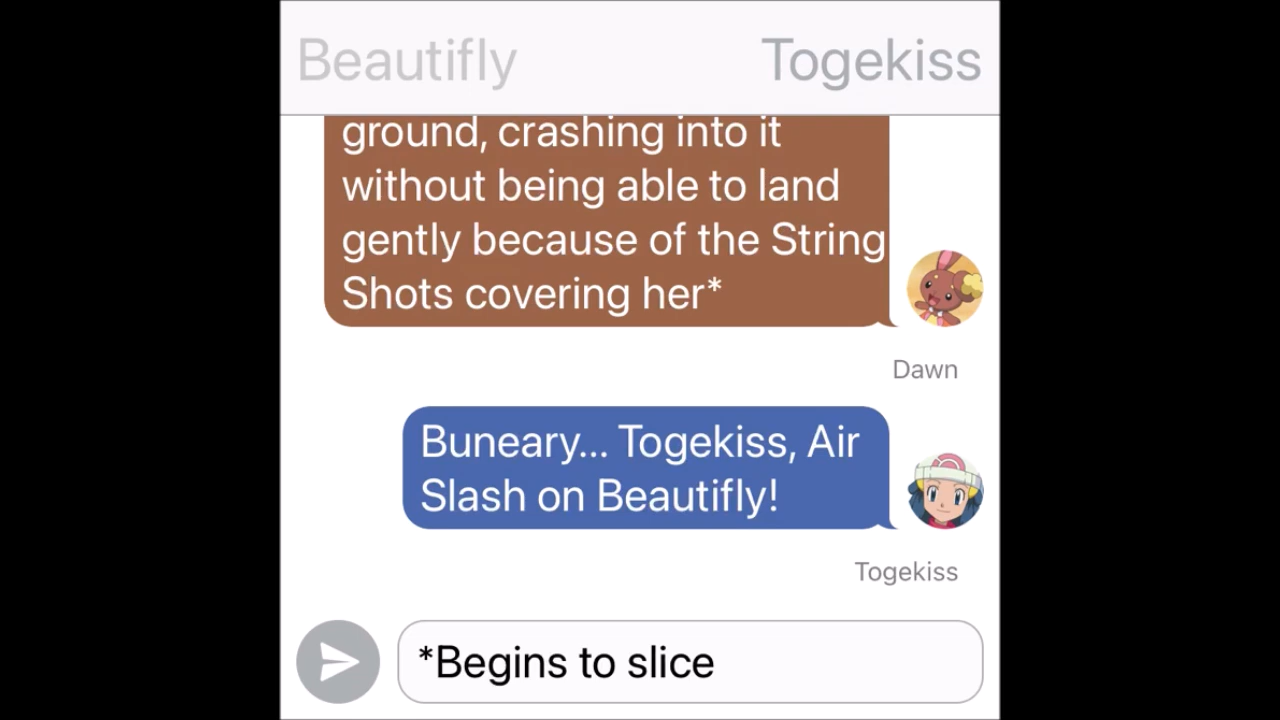 Beautifly Togekiss
ground, crashing into it
without being able to land
gently because of the String
Shots covering her*
Dawn
Buneary... Togekiss, Air
Slash on Beautifly!
Togekiss
*Begins to slice